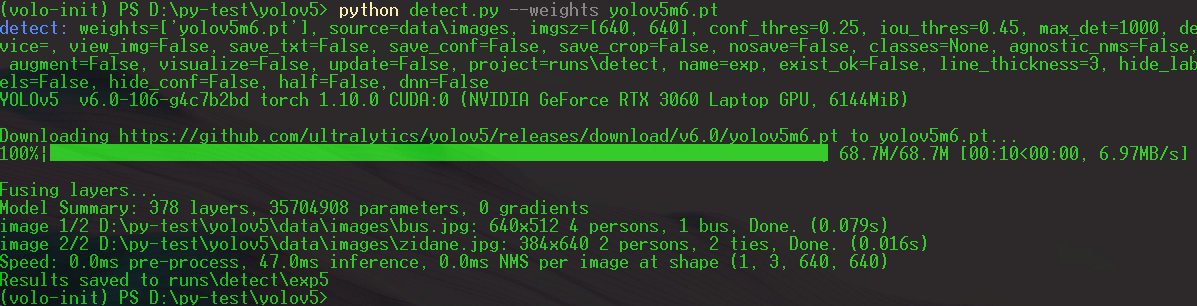 (volo-init) PS D:\py-test\yolov5> python detect.py --weights yolov5m6.pt
detect: weights=['yolov5m6.pt'], source=data\images, imgsz=[640, 640], conf_thres=0.25, iou_thres=0.45, max_det=1000, de
vice=, view_img=False, save_txt=False, save_conf=False, save_crop=False, nosave=False, classes=None, agnostic_nms=False,
augment=False, visualize=False, update=False, project=runs\detect, name=exp, exist_ok=False, line_thickness=3, hide_lab
els=False, hide_conf=False, half=False, dnn=False
YOLOv5  v6.0-106-g4c7b2bd torch 1.10.0 CUDA:0 (NVIDIA GeForce RTX 3060 Laptop GPU, 6144MiB)
Downloading https://github.com/ultralytics/yolov5/releases/download/v6.0/yolov5m6.pt to yolov5m6.pt...
100%| 68.7M/68.7M [00:10<00:00, 6.97MB/s]
Fusing layers...
Model Summary: 378 layers, 35704908 parameters, 0 gradients
image 1/2 D:\py-test\yolov5\data\images\bus.jpg: 640×512 4 persons, 1 bus, Done. (0.079s)
image 2/2 D:\py-test\yolov5\data\images\zidane.jpg: 384×640 2 persons, 2 ties, Done. (0.016s)
Speed: 0.0ms pre-process, 47.0ms inference, 0.0ms NMS per image at shape (1, 3, 640, 640)
Results saved to runs\detect\exp5
(volo-init) PS D:\py-test\yolov5>